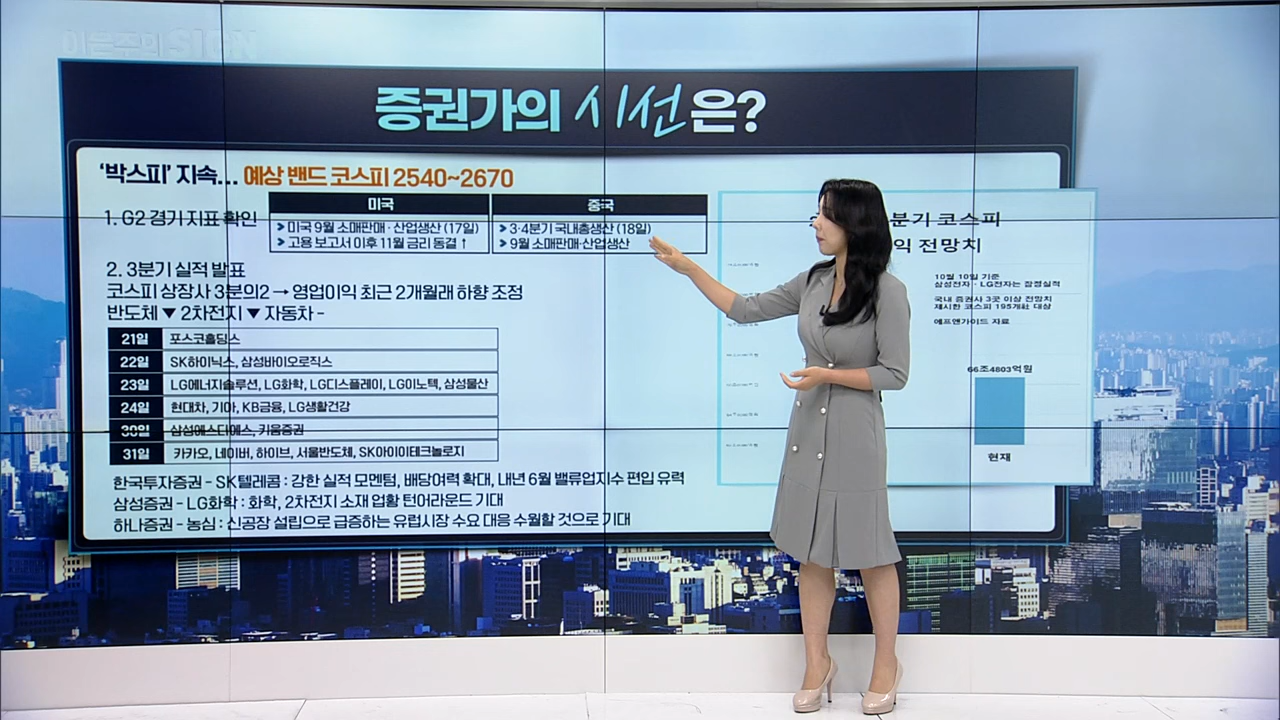 이번주의 SIGN
증권가의 시선은?
'박스피' 지속... 예상 밴드 코스피 2540~2670
1. G2 경기 지표 확인
미국
중국
> 미국 9월 소매판매·산업생산 (17일)
> 고용 보고서 이후 11월 금리 동결 ↑
> 3·4분기 국내총생산 (18일)
> 9월 소매판매·산업생산
2. 3분기 실적 발표
코스피 상장사 3분의2 → 영업이익 최근 2개월래 하향 조정
반도체 ▼ 2차전지 ▼ 자동차 -
21일 포스코홀딩스
22일 SK하이닉스, 삼성바이오로직스
23일 LG에너지솔루션, LG화학, LG디스플레이, LG이노텍, 삼성물산
24일 현대차, 기아, KB금융, LG생활건강
30일 삼성에스디에스, 키움증권
31일 카카오, 네이버, 하이브, 서울반도체, SK아이이테크놀로지
한국투자증권 - SK텔레콤 : 강한 실적 모멘텀, 배당여력 확대, 내년 6월 밸류업지수 편입 유력
삼성증권 - LG화학 : 화학, 2차전지 소재 업황 턴어라운드 기대
하나증권 - 농심 : 신공장 설립으로 급증하는 유럽시장 수요 대응 수월할 것으로 기대
분기 코스피
익 전망치
10월 10일 기준
삼성전자·LG전자는 잠정실적
국내 증권사 3곳 이상 전망치
제시한 코스피 195개社 대상
에프앤가이드 자료
66조4803억원
현재